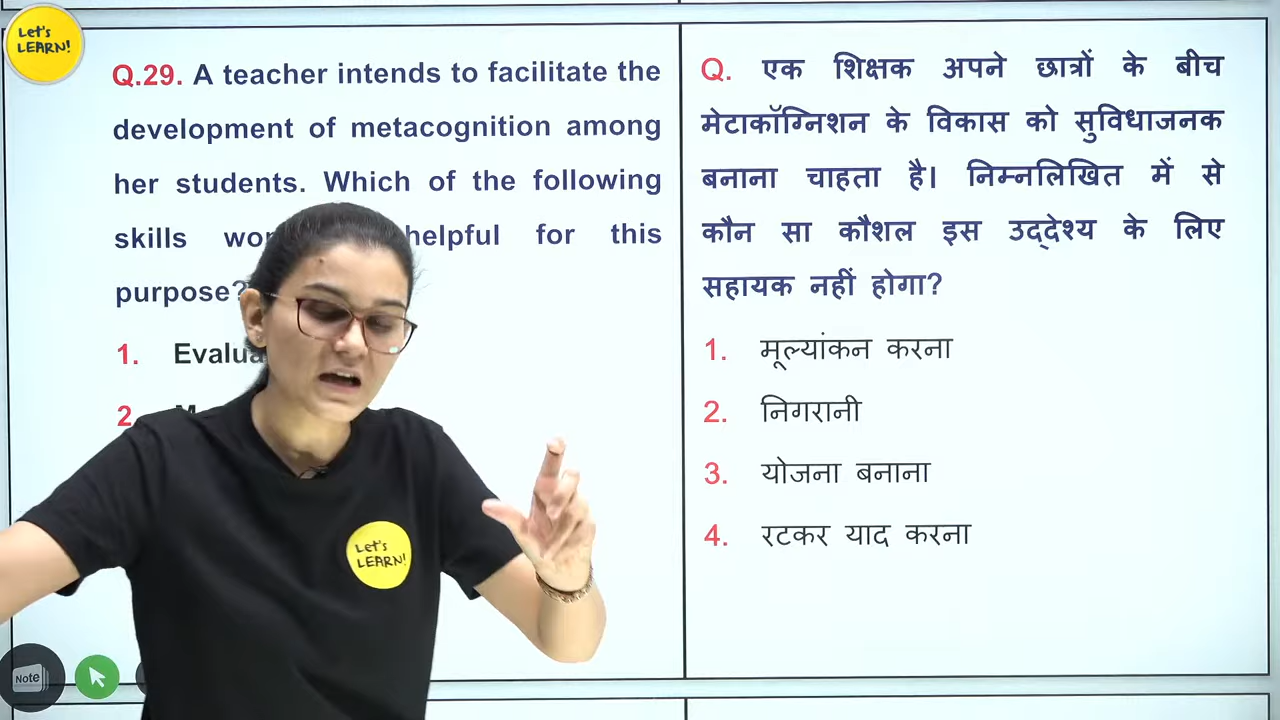 Let's
LEARN!
Q.29. A teacher intends to facilitate the
development of metacognition among
her students. Which of the following
skills helpful for this
purpose?
1.
2.
Q. एक शिक्षक अपने छात्रों के बीच
मेटाकॉग्निशन के विकास को सुविधाजनक
बनाना चाहता है। निम्नलिखित में से
कौन सा कौशल इस उद्देश्य के लिए
सहायक नहीं होगा?
1. मूल्यांकन करना
2. निगरानी
3. योजना बनाना
4. रटकर याद करना
Let's
LEARN!
Note